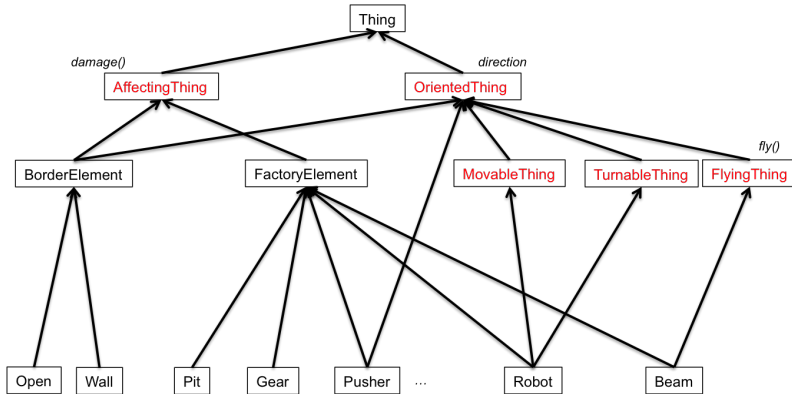 Thing
damage()
direction
AffectingThing
OrientedThing
fly()
BorderElement
FactoryElement
MovableThing
TurnableThing
FlyingThing
Open
Wall
Pit
Gear
Pusher
...
Robot
Beam